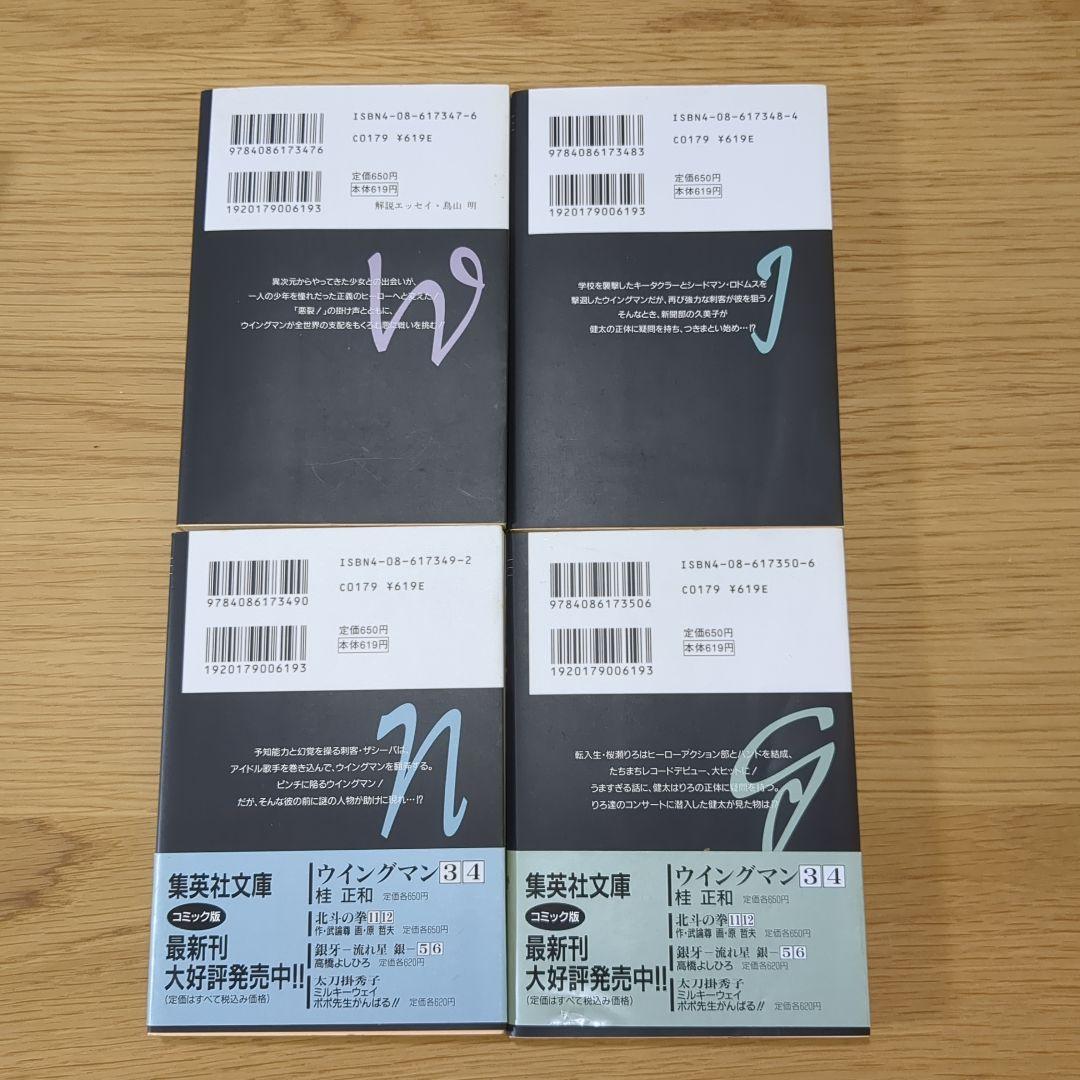 ISBN4-08-617347-6
C0179 ¥619E
9784086173476
定価650円
本体619円
1920179006193
解説エッセイ・鳥山 明
W
異次元からやってきた少女との出会いが、
一人の少年を憧れだった正義のヒーローへと変えた!
「悪裂!」の掛け声とともに、
ウイングマンが全世界の支配をもくろむ悪に戦いを挑む!!
ISBN4-08-617348-4
C0179 ¥619E
9784086173483
定価650円
本体619円
1920179006193
I
学校を襲撃したキータクラーとシードマン・ロドムスを
撃退したウイングマンだが、再び強力な刺客が彼を狙う!
そんなとき、新聞部の久美子が
健太の正体に疑問を持ち、つきまとい始め…!?
ISBN4-08-617349-2
C0179 ¥619E
9784086173490
定価650円
本体619円
1920179006193
N
予知能力と幻覚を操る刺客・ザシーバは、
アイドル歌手を巻き込んで、ウイングマンを翻弄する。
ピンチに陥るウイングマン!
だが、そんな彼の前に謎の人物が助けに現れ…!?
集英社文庫
コミック版
最新刊
大好評発売中!!
(定価はすべて税込み価格)
ウイングマン 3 4
桂 正和 定価各650円
北斗の拳 11 12
作・武論尊 画・原 哲夫 定価各650円
銀牙-流れ星 銀- 5 6
高橋よしひろ 定価各620円
太刀掛秀子
ミルキーウェイ
ポポ先生がんばる!! 定価各620円
ISBN4-08-617350-6
C0179 ¥619E
9784086173506
定価650円
本体619円
1920179006193
G
転入生・桜瀬りろはヒーローアクション部とバンドを結成、
たちまちレコードデビュー、大ヒットに!
うますぎる話に、健太はりろの正体に疑問を持つ。
りろ達のコンサートに潜入した健太が見た物は!?
集英社文庫
コミック版
最新刊
大好評発売中!!
(定価はすべて税込み価格)
ウイングマン 3 4
桂 正和 定価各650円
北斗の拳 11 12
作・武論尊 画・原 哲夫 定価各650円
銀牙-流れ星 銀- 5 6
高橋よしひろ 定価各620円
太刀掛秀子
ミルキーウェイ
ポポ先生がんばる!! 定価各620円